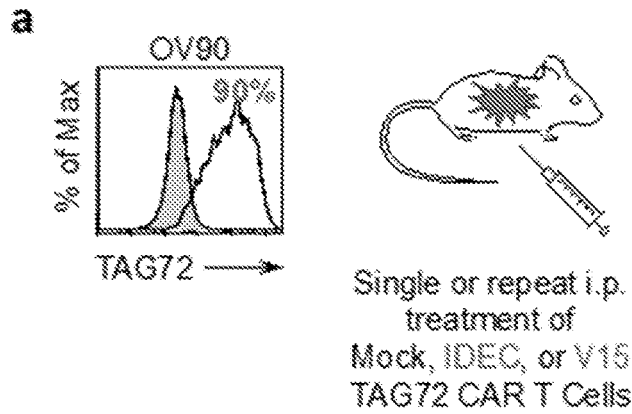 a
OV90
90%
% of Max
TAG72
Single or repeat i.p.
treatment of
Mock, IDEC, or V15
TAG72 CAR T Cells